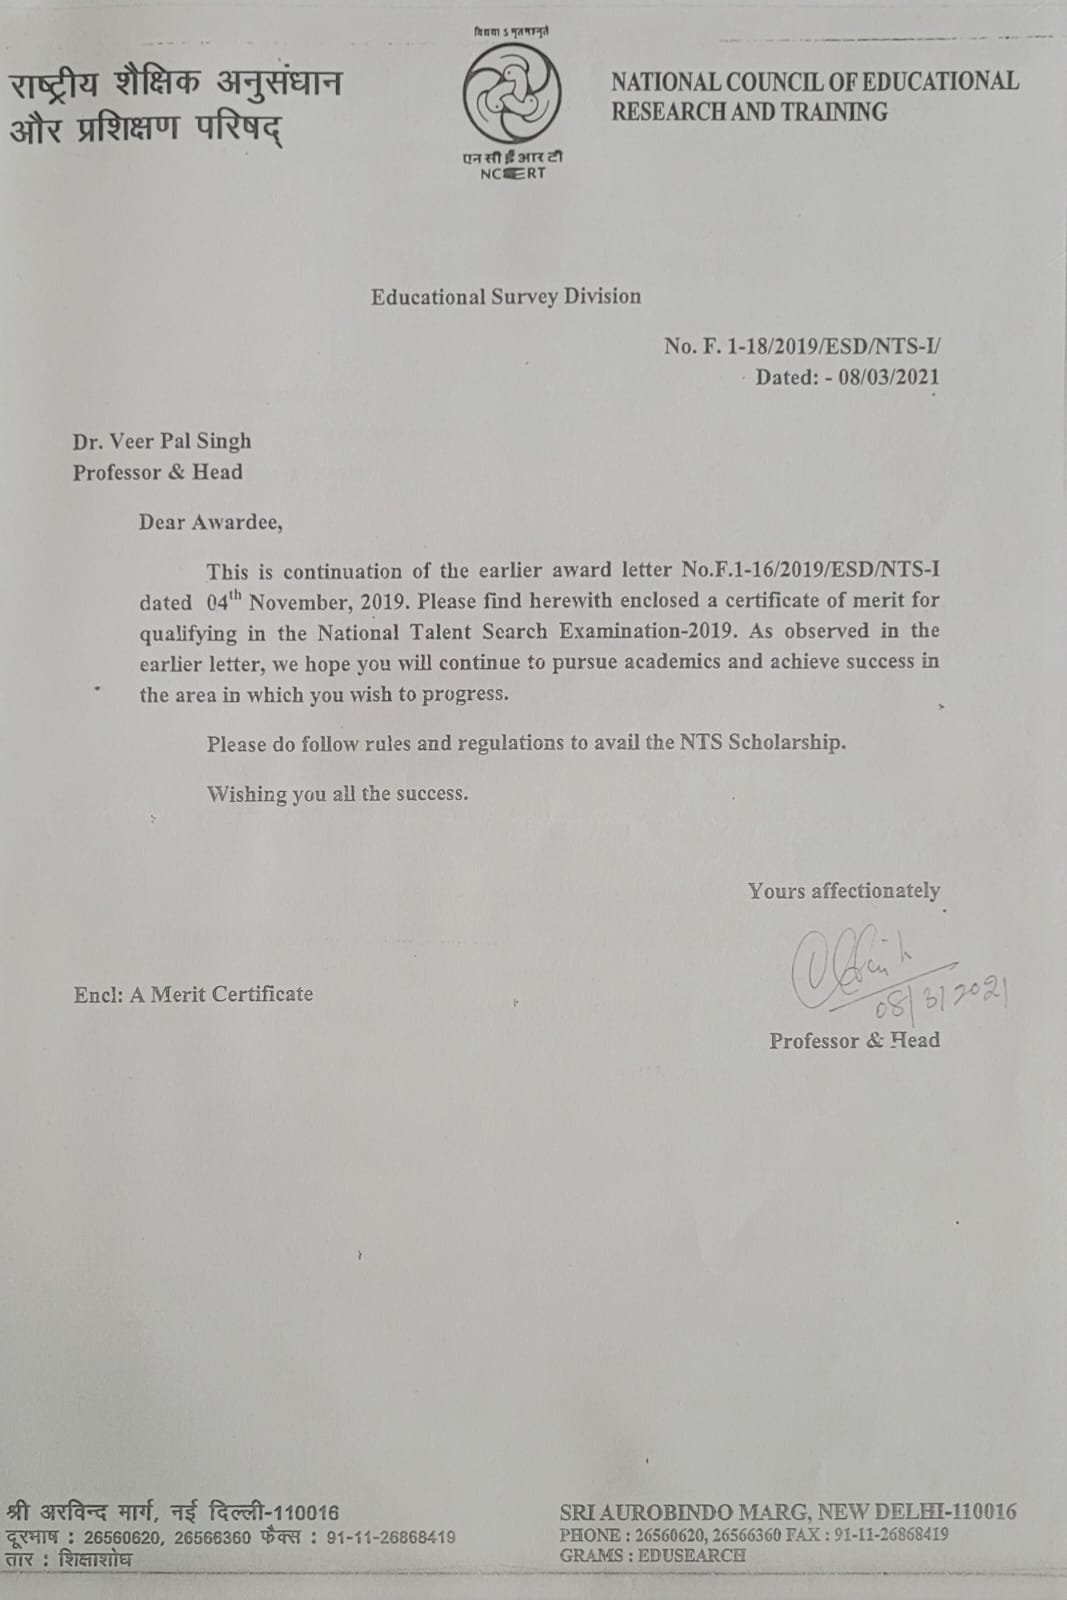 विद्यया ऽ मृतमश्नुते
राष्ट्रीय शैक्षिक अनुसंधान
और प्रशिक्षण परिषद्
एन सी ई आर टी
NCERT
NATIONAL COUNCIL OF EDUCATIONAL
RESEARCH AND TRAINING
Educational Survey Division
No. F. 1-18/2019/ESD/NTS-I/
Dated: - 08/03/2021
Dr. Veer Pal Singh
Professor & Head
Dear Awardee,
This is continuation of the earlier award letter No.F.1-16/2019/ESD/NTS-I
dated 04th November, 2019. Please find herewith enclosed a certificate of merit for
qualifying in the National Talent Search Examination-2019. As observed in the
earlier letter, we hope you will continue to pursue academics and achieve success in
the area in which you wish to progress.
Please do follow rules and regulations to avail the NTS Scholarship.
Wishing you all the success.
Yours affectionately
08/3/2021
Encl: A Merit Certificate
Professor & Head
श्री अरविन्द मार्ग, नई दिल्ली-110016
दूरभाष : 26560620, 26566360 फैक्स : 91-11-26868419
तार : शिक्षाशोध
SRI AUROBINDO MARG, NEW DELHI-110016
PHONE : 26560620, 26566360 FAX : 91-11-26868419
GRAMS : EDUSEARCH